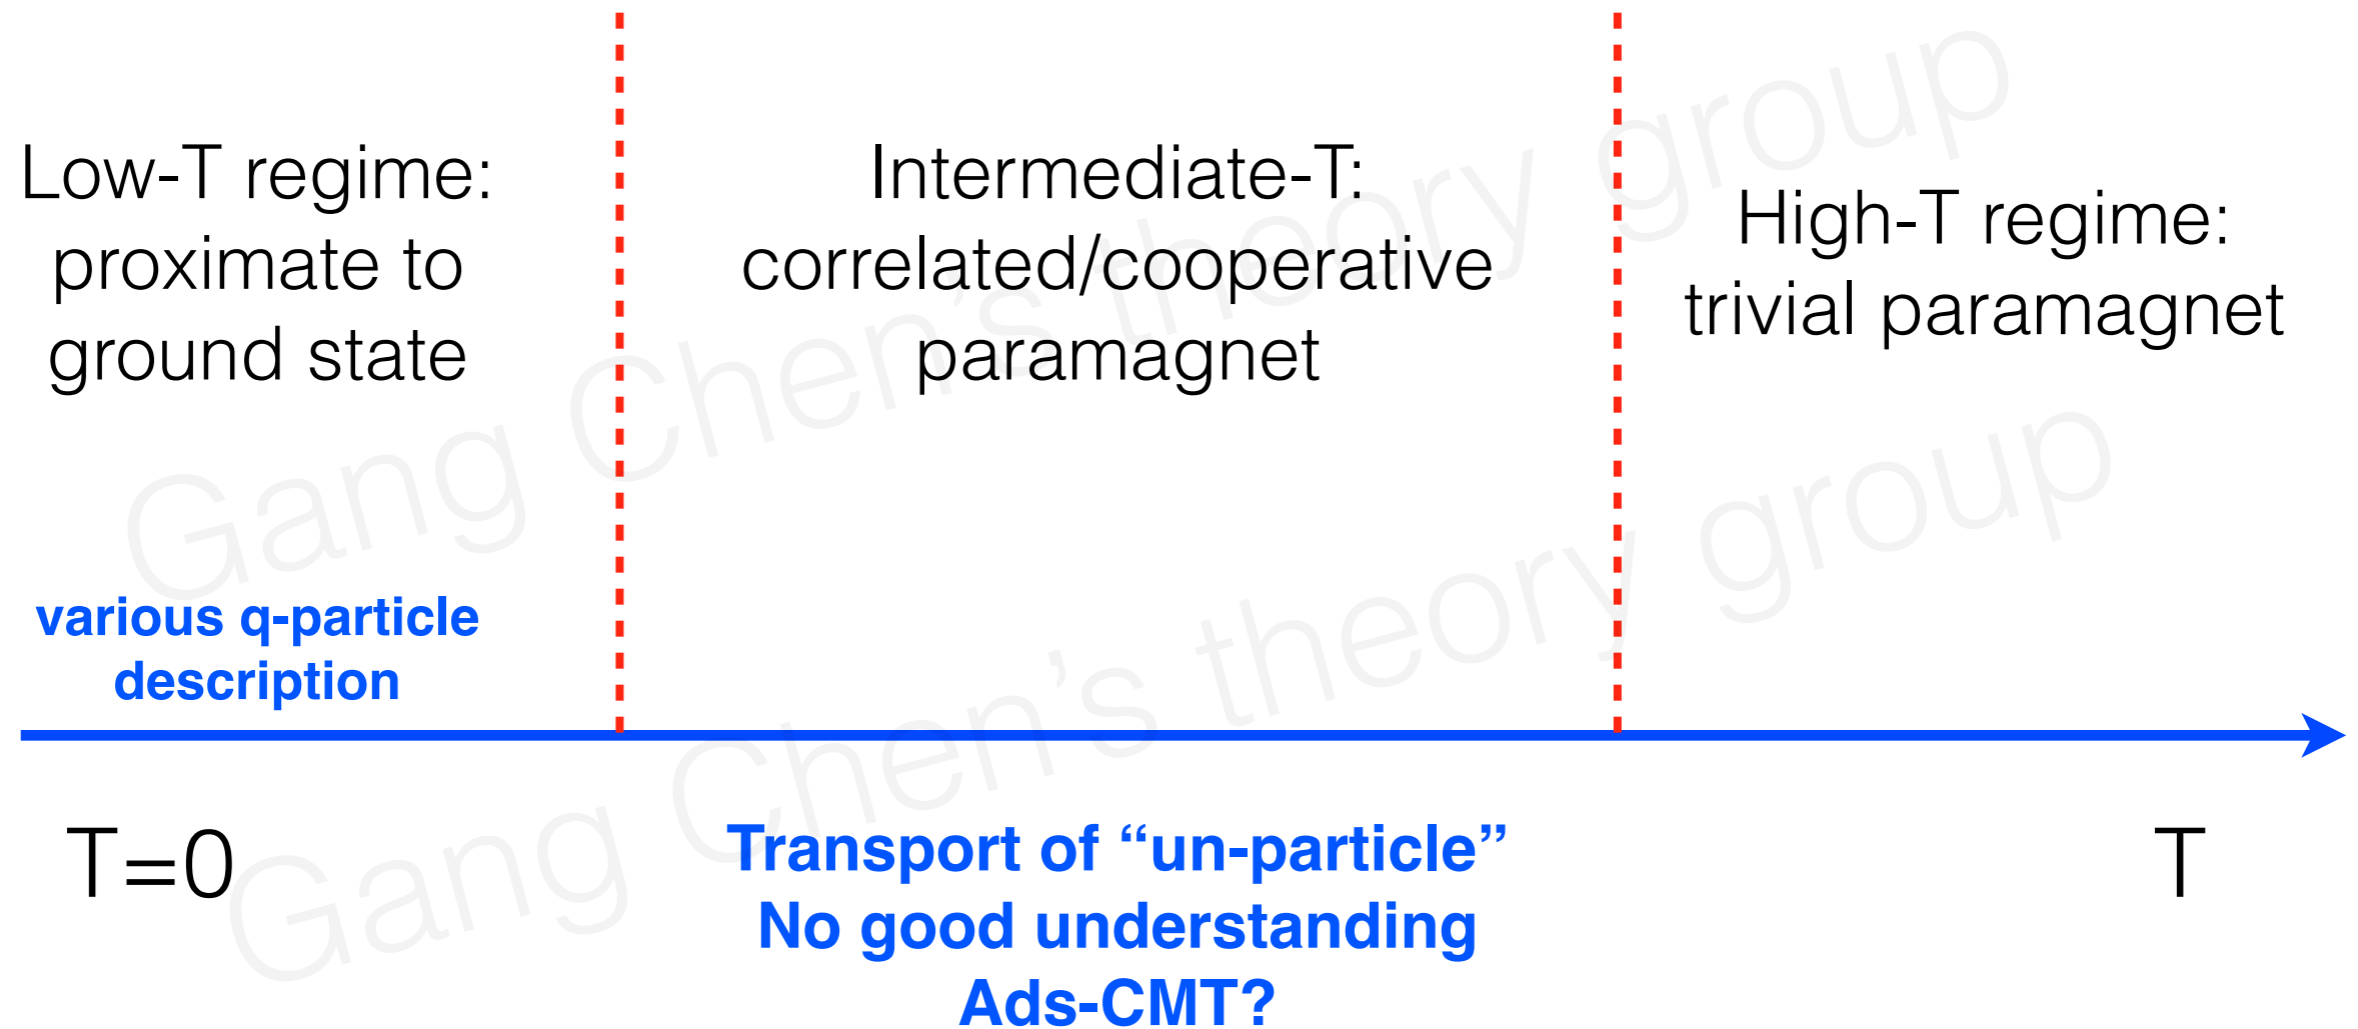 Low-T regime:
proximate to
ground state
Intermediate-T:
correlated/cooperative
paramagnet
High-T regime:
trivial paramagnet
various q-particle
description
T=0
T
Transport of “un-particle”
No good understanding
Ads-CMT?
Gang Chen’s theory group
Gang Chen’s theory group